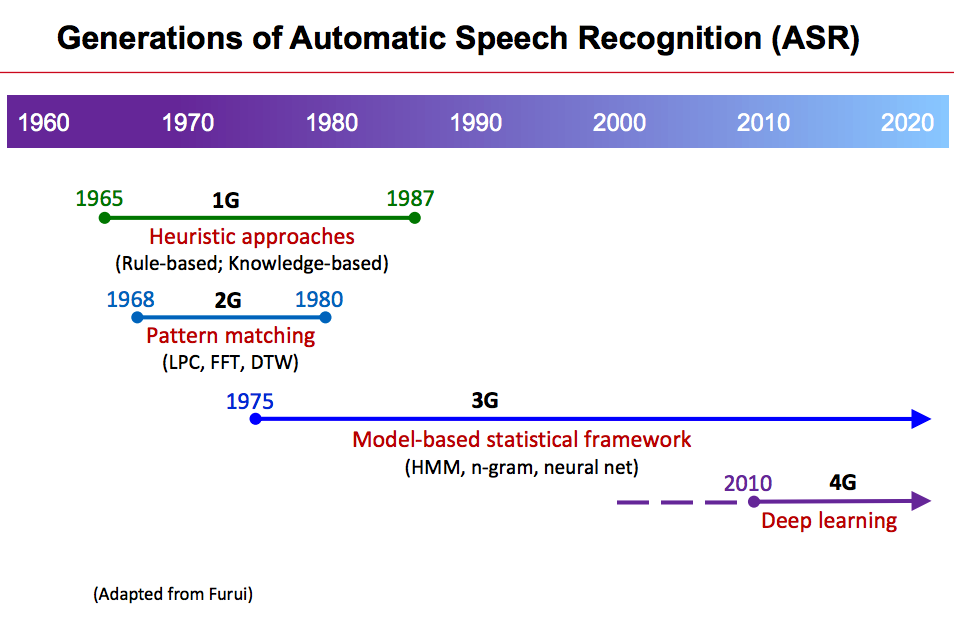 Generations of Automatic Speech Recognition (ASR)
1960 1970 1980 1990 2000 2010 2020
1965 1G 1987
Heuristic approaches
(Rule-based; Knowledge-based)
1968 2G 1980
Pattern matching
(LPC, FFT, DTW)
1975 3G
Model-based statistical framework
(HMM, n-gram, neural net)
2010 4G
Deep learning
(Adapted from Furui)